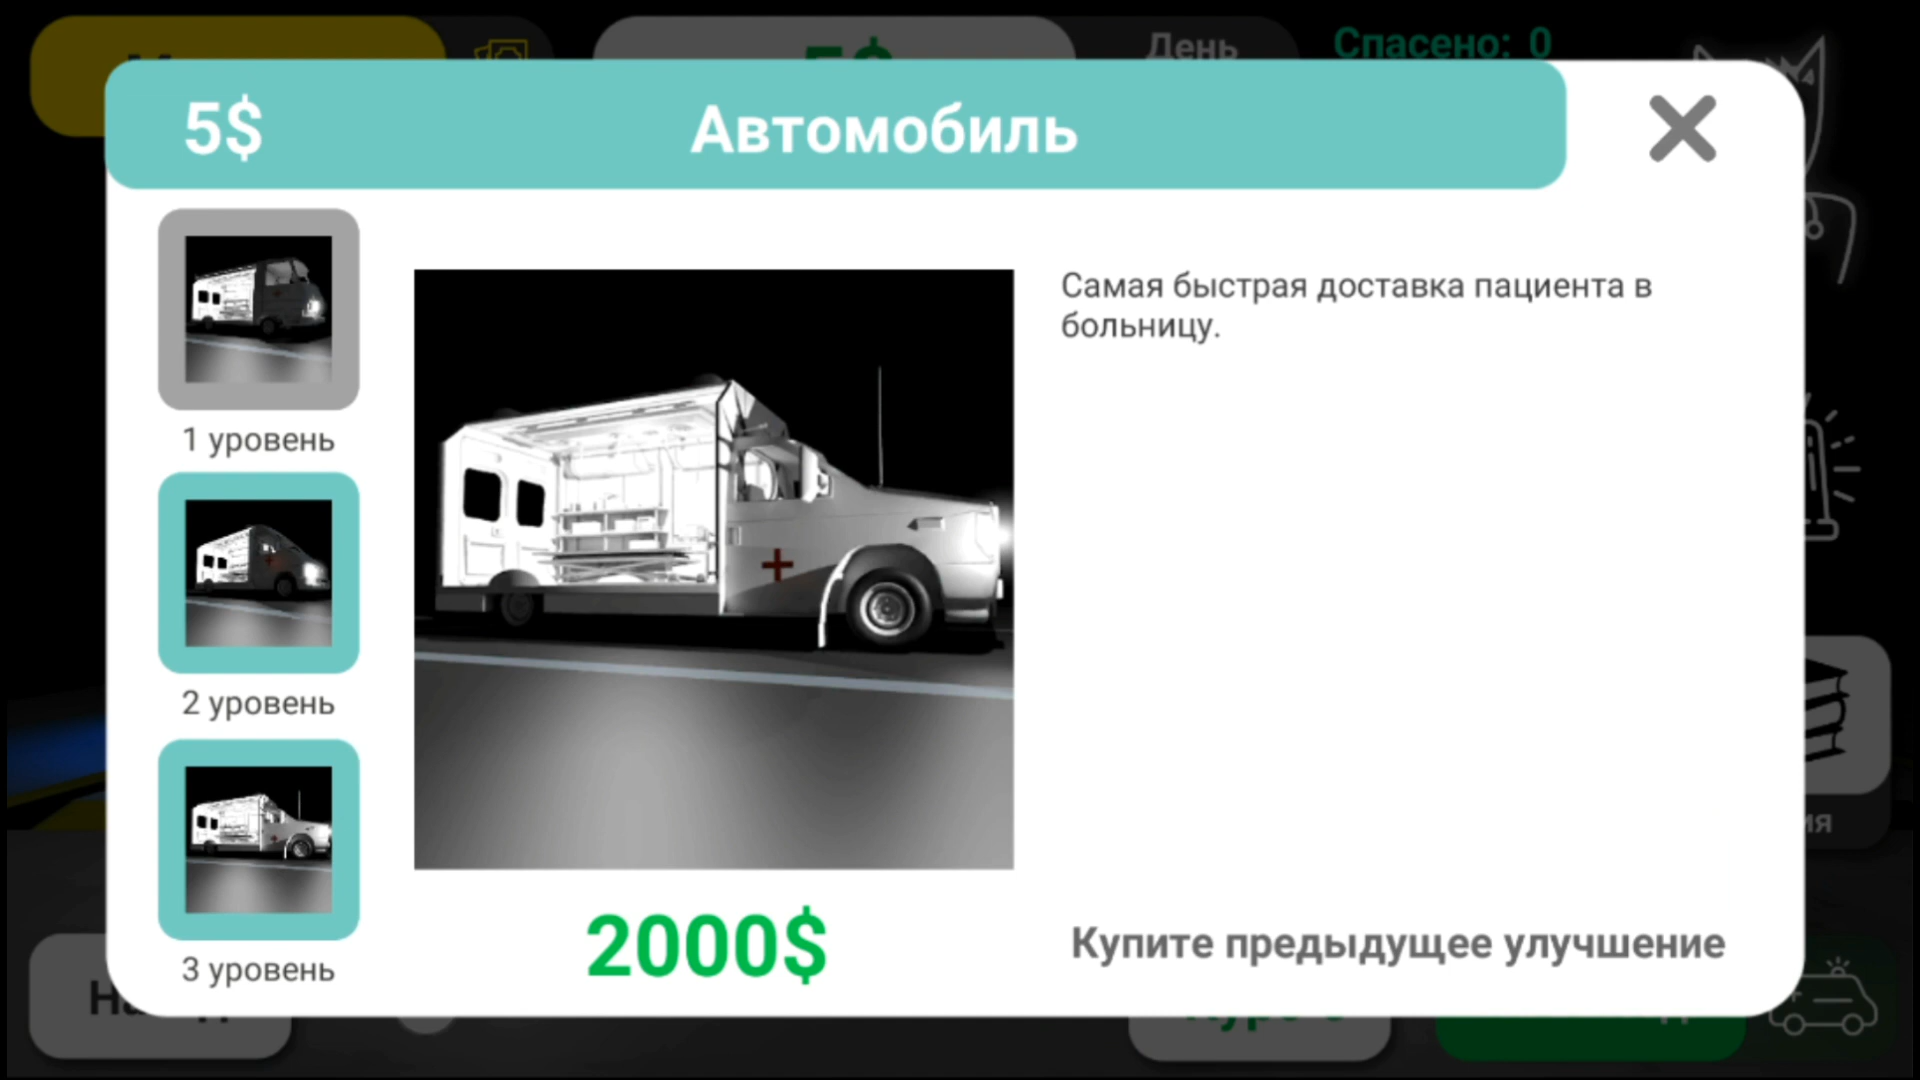 День
Спасено: 0
5$
Автомобиль
Самая быстрая доставка пациента в
больницу.
1 уровень
2 уровень
3 уровень
2000$
Купите предыдущее улучшение